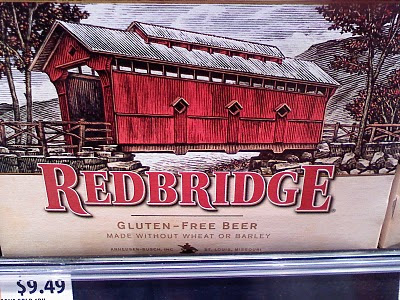 REDBRIDGE
GLUTEN-FREE BEER
MADE WITHOUT WHEAT OR BARLEY
ANHEUSER-BUSCH, INC. ST. LOUIS, MISSOURI
$9.49